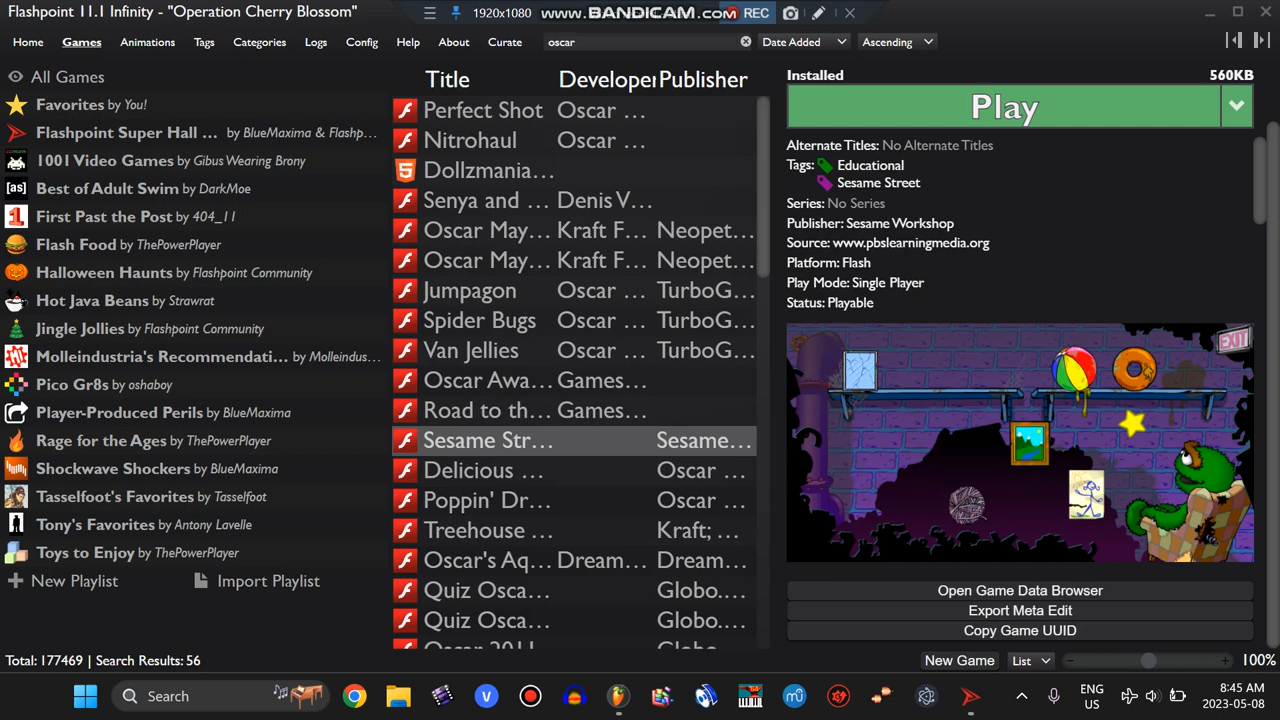 Flashpoint 11.1 Infinity - "Operation Cherry Blossom"
1920x1080
www.BANDICAM.com
REC
Home Games Animations Tags Categories Logs Config Help About Curate
oscar
Date Added
Ascending
All Games
Favorites by You!
Flashpoint Super Hall ... by BlueMaxima & Flashp...
1001 Video Games by Gibus Wearing Brony
[as] Best of Adult Swim by DarkMoe
1 First Past the Post by 404_11
Flash Food by ThePowerPlayer
Halloween Haunts by Flashpoint Community
Hot Java Beans by Strawrat
Jingle Jollies by Flashpoint Community
Molleindustria's Recommendati... by Molleindus...
Pico Gr8s by oshaboy
Player-Produced Perils by BlueMaxima
Rage for the Ages by ThePowerPlayer
Shockwave Shockers by BlueMaxima
Tasselfoot's Favorites by Tasselfoot
Tony's Favorites by Antony Lavelle
Toys to Enjoy by ThePowerPlayer
New Playlist
Import Playlist
Title Developer Publisher
Perfect Shot Oscar ...
Nitrohaul Oscar ...
5 Dollzmania...
Senya and ... Denis V...
Oscar May... Kraft F... Neopet...
Oscar May... Kraft F... Neopet...
Jumpagon Oscar ... TurboG...
Spider Bugs Oscar ... TurboG...
Van Jellies Oscar ... TurboG...
Oscar Awa... Games...
Road to th... Games...
Sesame Str... Sesame...
Delicious ... Oscar ...
Poppin' Dr... Oscar ...
Treehouse ... Kraft; ...
Oscar's Aq... Dream... Dream...
Quiz Osca... Globo...
Quiz Osca... Globo...
Oscar 2011
Installed
560KB
Play
Alternate Titles: No Alternate Titles
Tags: Educational
Sesame Street
Series: No Series
Publisher: Sesame Workshop
Source: www.pbslearningmedia.org
Platform: Flash
Play Mode: Single Player
Status: Playable
EXIT
Open Game Data Browser
Export Meta Edit
Copy Game UUID
Total: 177469 | Search Results: 56
New Game
List
100%
Search
ENG
US
8:45 AM
2023-05-08